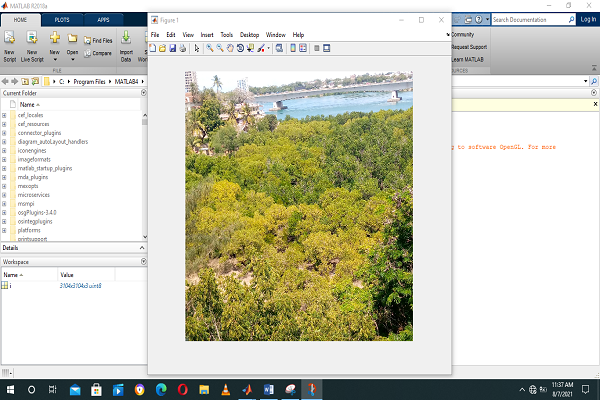 MATLAB R2018a
HOME PLOTS APPS
Search Documentation
Log In
New Script
New Live Script
New
Open
Find Files
Compare
Import Data
FILE
Community
Request Support
Learn MATLAB
C: Program Files MATLAB4
Current Folder
Name
cef_locales
cef_resources
connector_plugins
diagram_autoLayout_handlers
iconengines
imageformats
matlab_startup_plugins
mda_plugins
mexopts
microservices
msmpi
osgPlugins-3.4.0
osintegplugins
platforms
printsupport
Details
Workspace
Name Value
i 3104x3104x3 uint8
Figure 1
File Edit View Insert Tools Desktop Window Help
to software OpenGL. For more
11:37 AM
8/7/2021